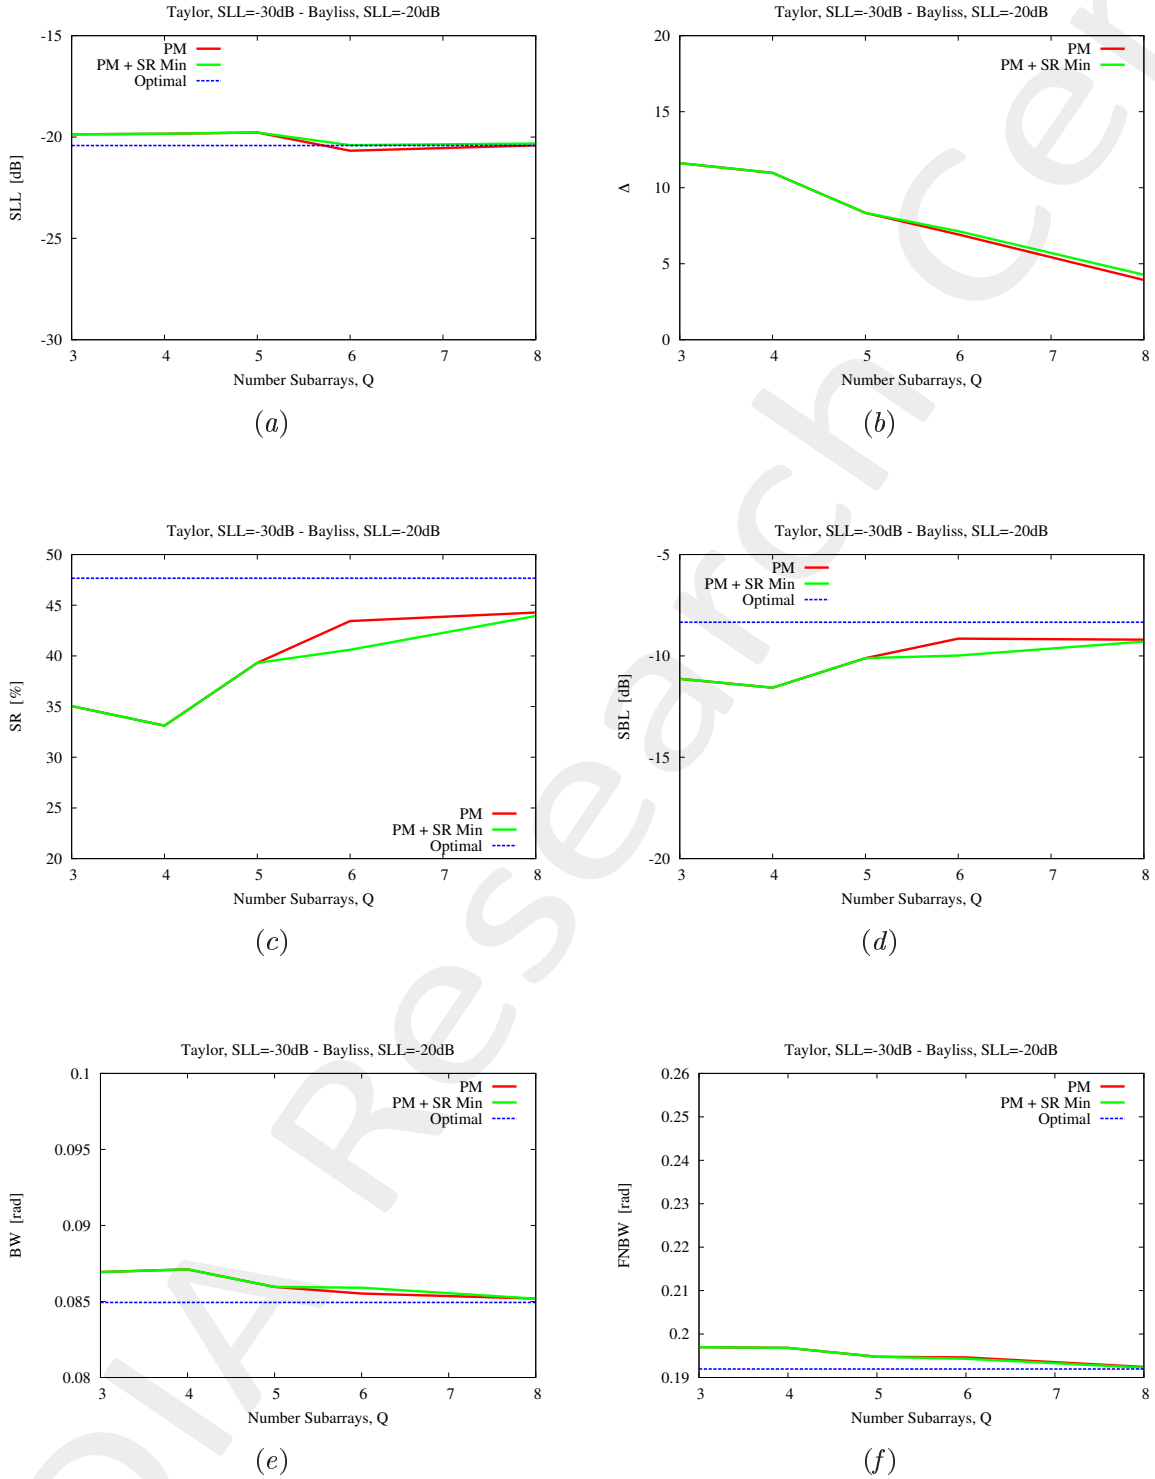 Taylor, SLL=-30dB - Bayliss, SLL=-20dB
-15
-20
-25
-30
SLL [dB]
PM
PM + SR Min
Optimal
3 4 5 6 7 8
Number Subarrays, Q
(a)
Taylor, SLL=-30dB - Bayliss, SLL=-20dB
20
15
10
5
0
Δ
PM
PM + SR Min
3 4 5 6 7 8
Number Subarrays, Q
(b)
Taylor, SLL=-30dB - Bayliss, SLL=-20dB
50
45
40
35
30
25
20
SR [%]
PM
PM + SR Min
Optimal
3 4 5 6 7 8
Number Subarrays, Q
(c)
Taylor, SLL=-30dB - Bayliss, SLL=-20dB
-5
-10
-15
-20
SBL [dB]
PM
PM + SR Min
Optimal
3 4 5 6 7 8
Number Subarrays, Q
(d)
Taylor, SLL=-30dB - Bayliss, SLL=-20dB
0.1
0.095
0.09
0.085
0.08
BW [rad]
PM
PM + SR Min
Optimal
3 4 5 6 7 8
Number Subarrays, Q
(e)
Taylor, SLL=-30dB - Bayliss, SLL=-20dB
0.26
0.25
0.24
0.23
0.22
0.21
0.2
0.19
FNBW [rad]
PM
PM + SR Min
Optimal
3 4 5 6 7 8
Number Subarrays, Q
(f)
DIA Research Cen